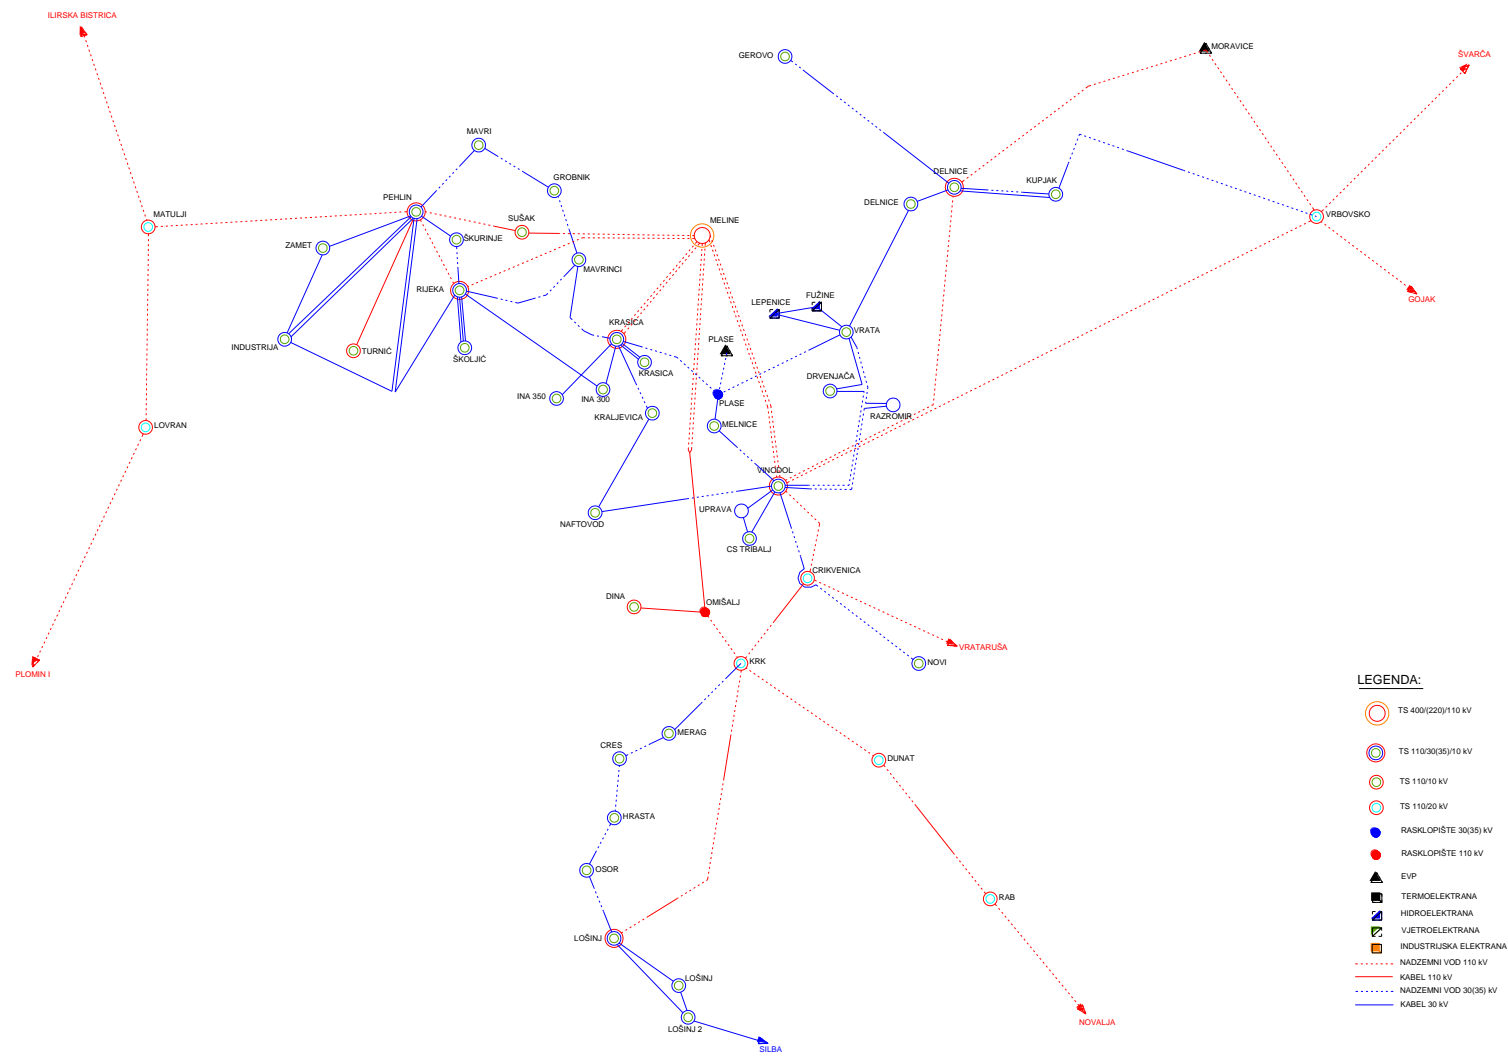 ILIRSKA BISTRICA
MORAVICE
GEROVO
ŠVARČA
MAVRI
GROBNIK
DELNICE
KUPJAK
PEHLIN
DELNICE
MATULJI
SUŠAK
MELINE
VRBOVSKO
ZAMET
ŠKURINJE
MAVRINCI
RIJEKA
FUŽINE
LEPENICE
GOJAK
KRASICA
VRATA
INDUSTRIJA
TURNIĆ
ŠKOLJIĆ
PLASE
KRASICA
DRVENJAČA
INA 350
INA 300
PLASE
RAZROMIR
KRALJEVICA
LOVRAN
MELNICE
VINODOL
UPRAVA
NAFTOVOD
CS TRIBALJ
CRIKVENICA
DINA
OMIŠALJ
VRATARUŠA
KRK
NOVI
PLOMIN I
LEGENDA:
TS 400/(220)/110 kV
MERAG
CRES
DUNAT
TS 110/30(35)/10 kV
TS 110/10 kV
TS 110/20 kV
HRASTA
RASKLOPIŠTE 30(35) kV
RASKLOPIŠTE 110 kV
OSOR
EVP
RAB
TERMOELEKTRANA
HIDROELEKTRANA
VJETROELEKTRANA
LOŠINJ
INDUSTRIJSKA ELEKTRANA
NADZEMNI VOD 110 kV
LOŠINJ
KABEL 110 kV
NADZEMNI VOD 30(35) kV
KABEL 30 kV
NOVALJA
LOŠINJ 2
SILBA